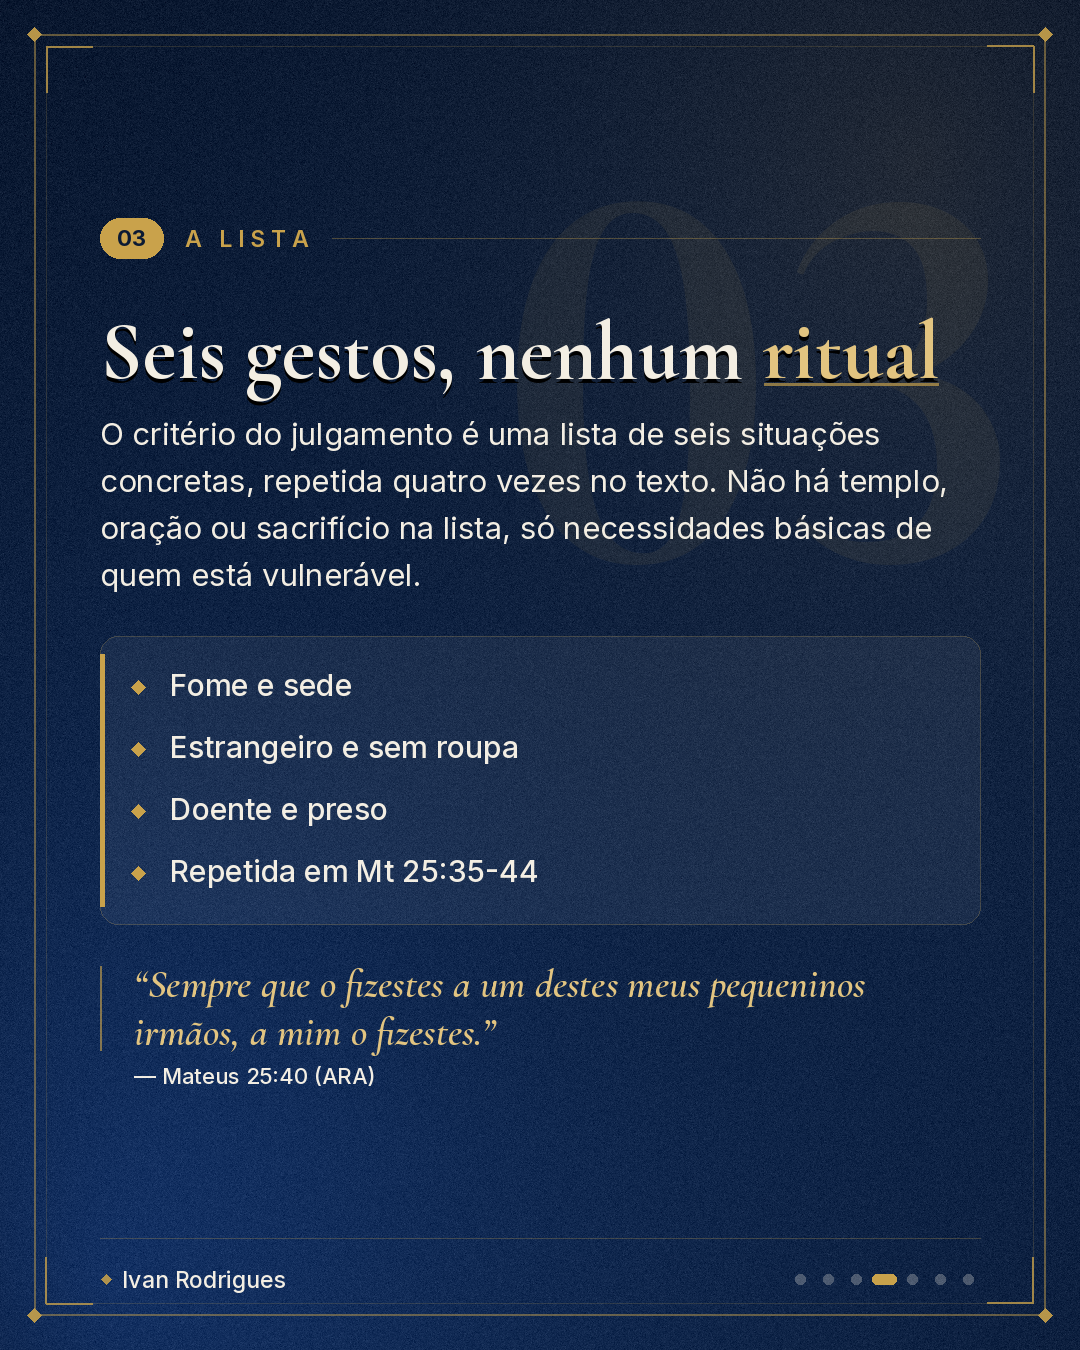 03 A LISTA
03
Seis gestos, nenhum ritual
O critério do julgamento é uma lista de seis situações
concretas, repetida quatro vezes no texto. Não há templo,
oração ou sacrifício na lista, só necessidades básicas de
quem está vulnerável.
Fome e sede
Estrangeiro e sem roupa
Doente e preso
Repetida em Mt 25:35-44
“Sempre que o fizestes a um destes meus pequeninos
irmãos, a mim o fizestes.”
— Mateus 25:40 (ARA)
Ivan Rodrigues